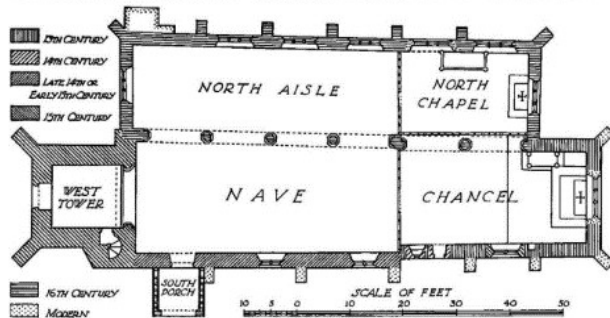 13TH CENTURY
14TH CENTURY
LATE 14TH OR
EARLY 15TH CENTURY
15TH CENTURY
NORTH AISLE
NORTH
CHAPEL
WEST
TOWER
NAVE
CHANCEL
SOUTH
PORCH
16TH CENTURY
MODERN
SCALE OF FEET
10 5 0 10 20 30 40 50